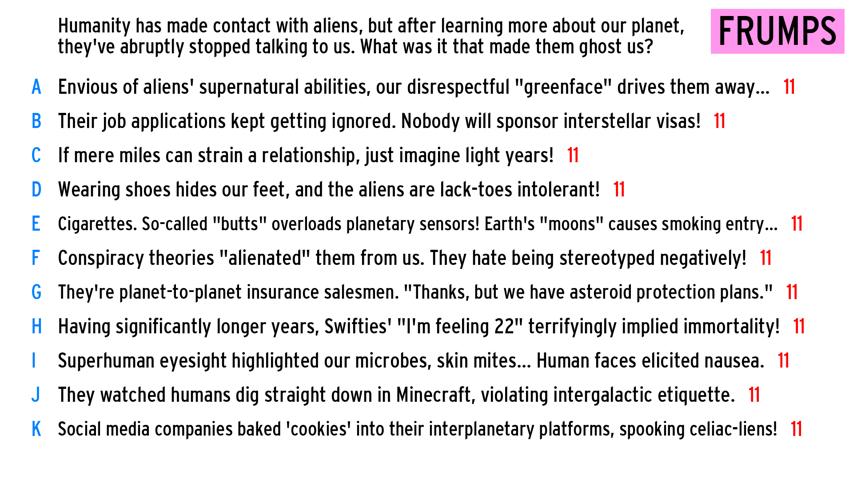 Humanity has made contact with aliens, but after learning more about our planet,
they've abruptly stopped talking to us. What was it that made them ghost us?
FRUMPS
A Envious of aliens' supernatural abilities, our disrespectful "greenface" drives them away... 11
B Their job applications kept getting ignored. Nobody will sponsor interstellar visas! 11
C If mere miles can strain a relationship, just imagine light years! 11
D Wearing shoes hides our feet, and the aliens are lack-toes intolerant! 11
E Cigarettes. So-called "butts" overloads planetary sensors! Earth's "moons" causes smoking entry... 11
F Conspiracy theories "alienated" them from us. They hate being stereotyped negatively! 11
G They're planet-to-planet insurance salesmen. "Thanks, but we have asteroid protection plans." 11
H Having significantly longer years, Swifties' "I'm feeling 22" terrifyingly implied immortality! 11
I Superhuman eyesight highlighted our microbes, skin mites... Human faces elicited nausea. 11
J They watched humans dig straight down in Minecraft, violating intergalactic etiquette. 11
K Social media companies baked 'cookies' into their interplanetary platforms, spooking celiac-liens! 11